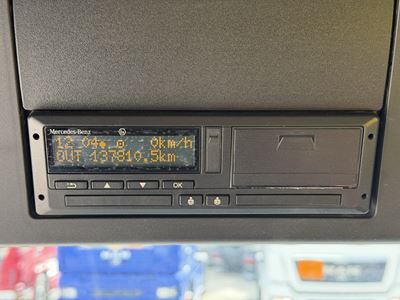 Mercedes-Benz
12 04 0km/h
OUT 137810.5km
OK